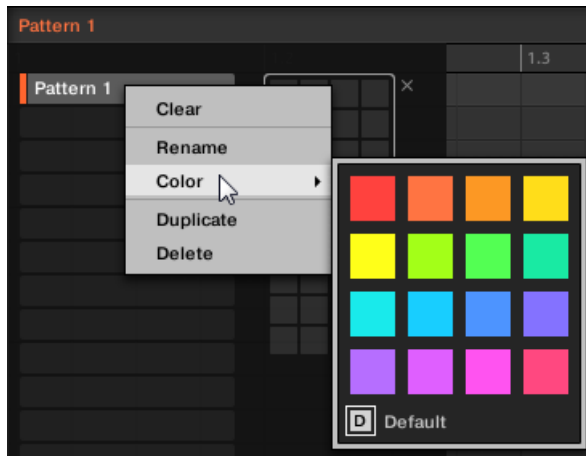 Pattern 1
1.3
Pattern 1
Clear
Rename
Color
Duplicate
Delete
D Default